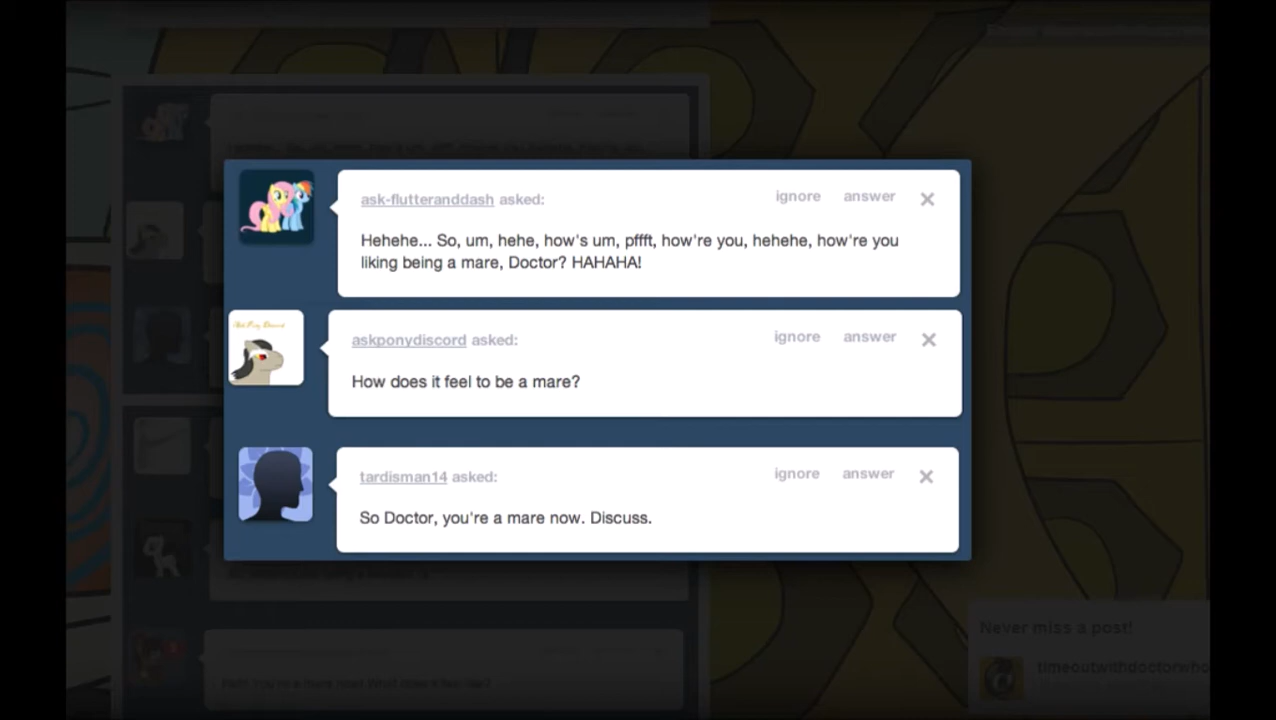 ask-flutteranddash asked: ignore answer
Hehehe... So, um, hehe, how's um, pffft, how're you, hehehe, how're you
liking being a mare, Doctor? HAHAHA!
askponydiscord asked: ignore answer
How does it feel to be a mare?
tardisman14 asked: ignore answer
So Doctor, you're a mare now. Discuss.
Never miss a post!
timeoutwithdoctorwho